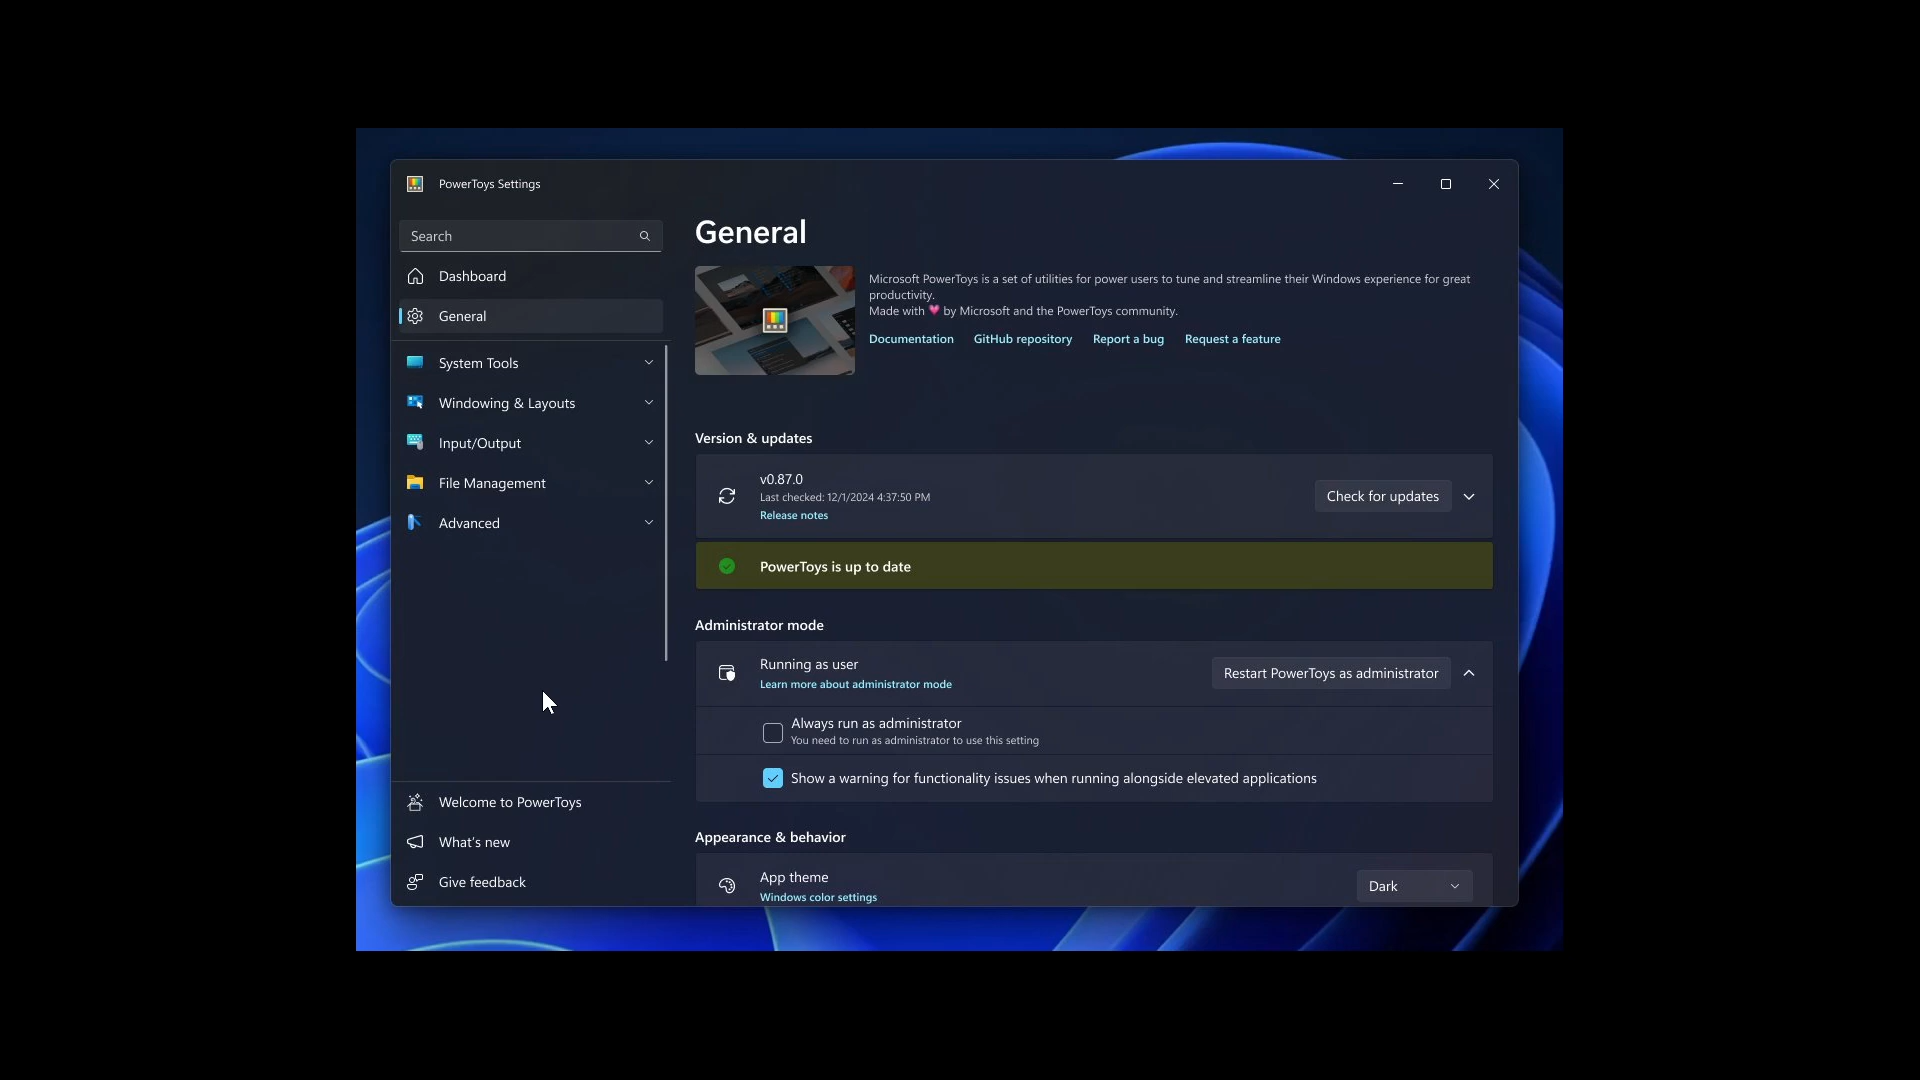 PowerToys Settings
Search
Dashboard
General
System Tools
Windowing & Layouts
Input/Output
File Management
Advanced
Welcome to PowerToys
What's new
Give feedback
General
Microsoft PowerToys is a set of utilities for power users to tune and streamline their Windows experience for great
productivity.
Made with 💗 by Microsoft and the PowerToys community.
Documentation GitHub repository Report a bug Request a feature
Version & updates
v0.87.0
Last checked: 12/1/2024 4:37:50 PM
Release notes
Check for updates
PowerToys is up to date
Administrator mode
Running as user
Learn more about administrator mode
Restart PowerToys as administrator
Always run as administrator
You need to run as administrator to use this setting
Show a warning for functionality issues when running alongside elevated applications
Appearance & behavior
App theme
Windows color settings
Dark